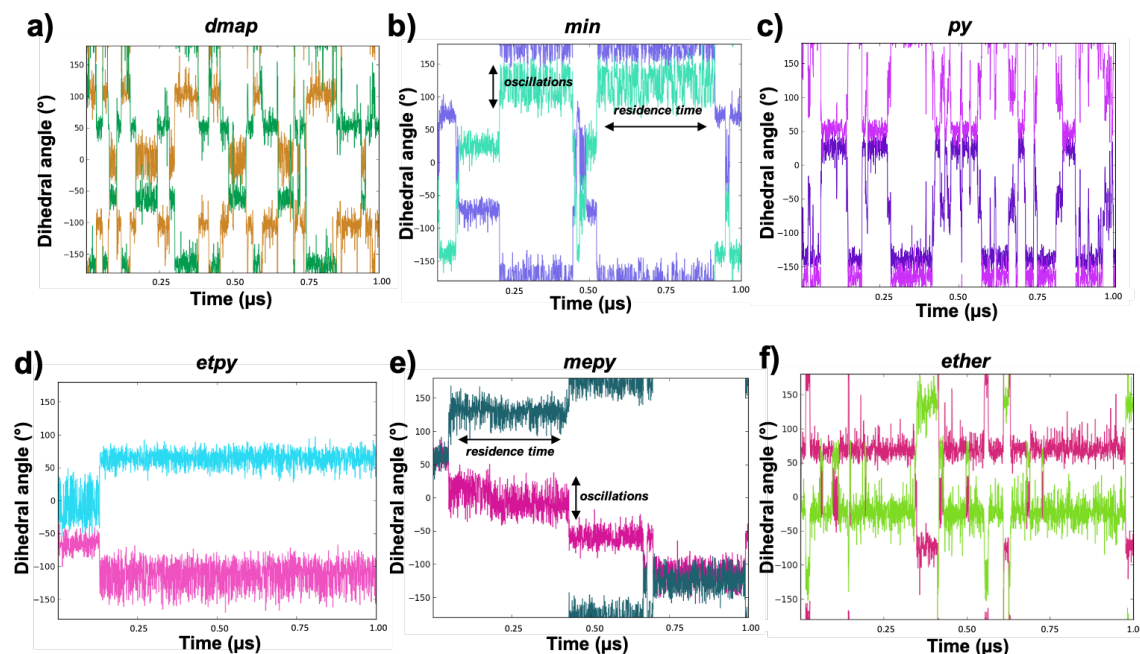 a) dmap
Dihedral angle (°)
150
100
50
0
−50
−100
−150
0.25 0.50 0.75 1.00
Time (µs)
b) min
Dihedral angle (°)
150
100
50
0
−50
−100
−150
oscillations
residence time
0.25 0.50 0.75 1.00
Time (µs)
c) py
Dihedral angle (°)
150
100
50
0
−50
−100
−150
0.25 0.50 0.75 1.00
Time (µs)
d) etpy
Dihedral angle (°)
150
100
50
0
−50
−100
−150
0.25 0.50 0.75 1.00
Time (µs)
e) mepy
Dihedral angle (°)
150
100
50
0
−50
−100
−150
residence time
oscillations
0.25 0.50 0.75 1.00
Time (µs)
f) ether
Dihedral angle (°)
150
100
50
0
−50
−100
−150
0.25 0.50 0.75 1.00
Time (µs)